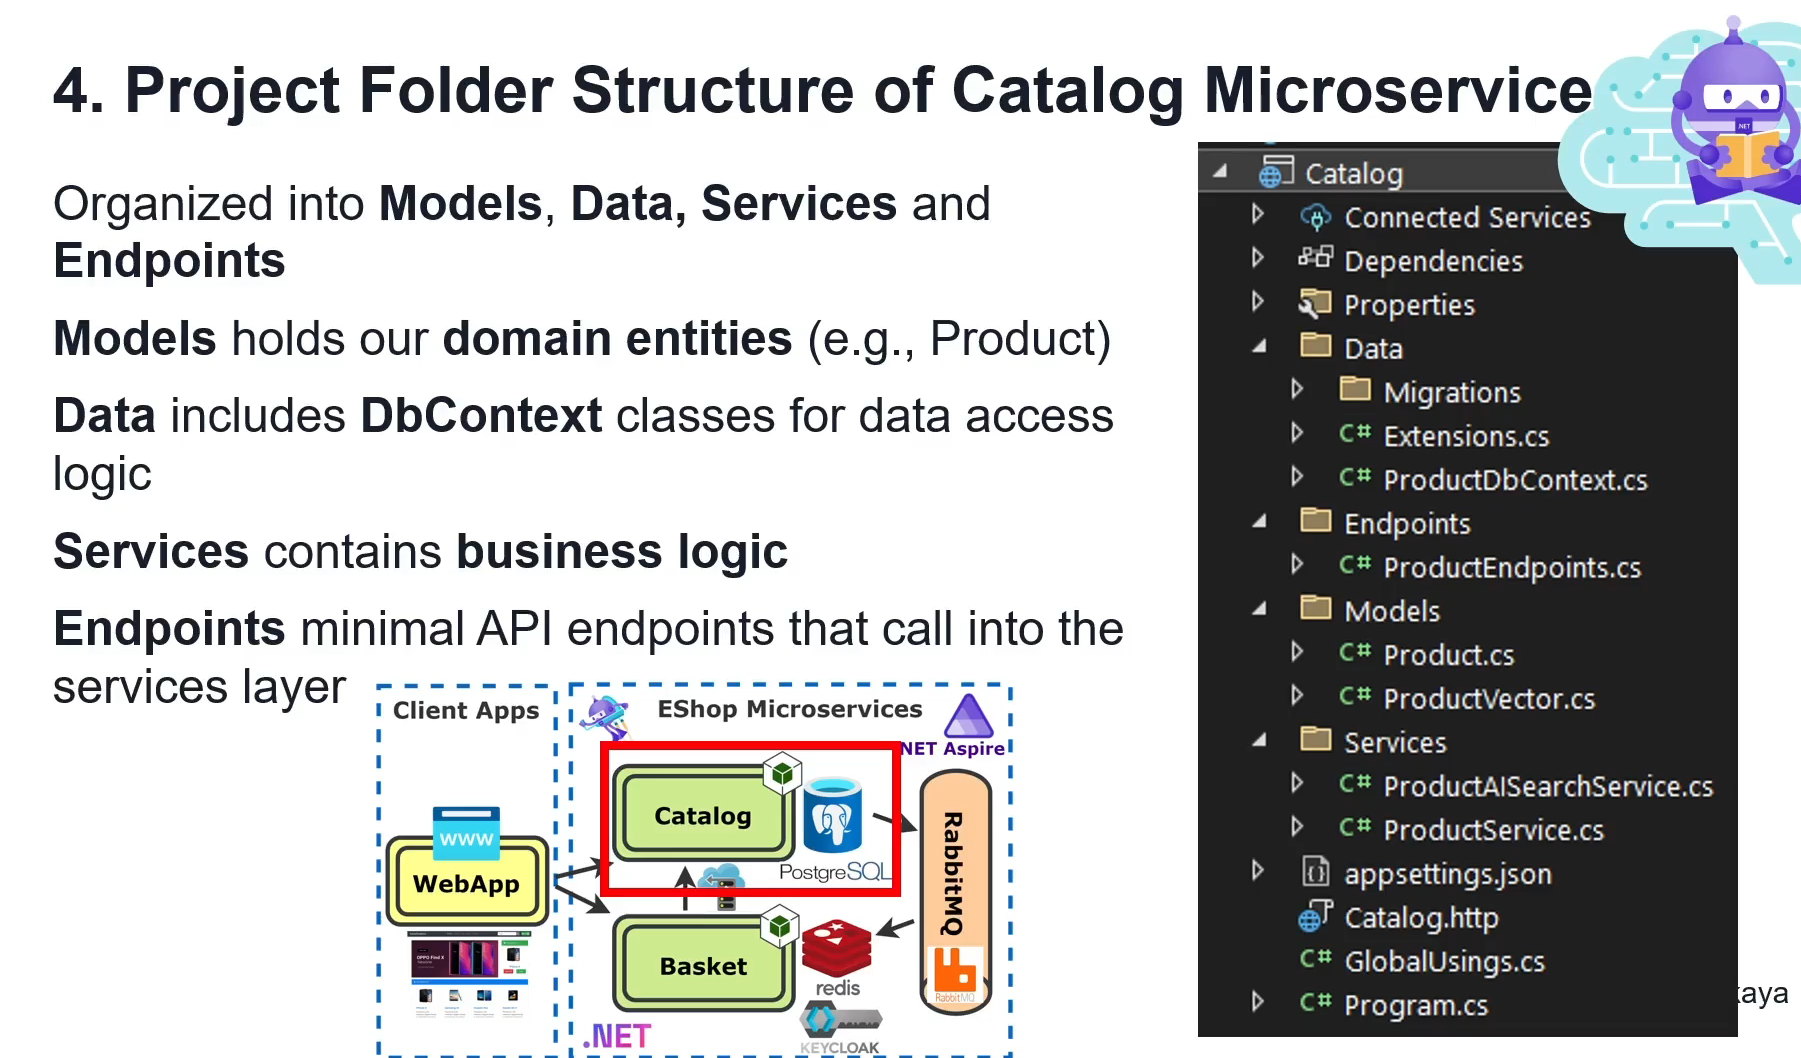 4. Project Folder Structure of Catalog Microservice
Organized into Models, Data, Services and
Endpoints
Models holds our domain entities (e.g., Product)
Data includes DbContext classes for data access
logic
Services contains business logic
Endpoints minimal API endpoints that call into the
services layer
Client Apps
WWW
WebApp
EShop Microservices
NET Aspire
Catalog
PostgreSQL
RabbitMQ
Basket
redis
RabbitMQ
.NET
KEYCLOAK
.NET
Catalog
Connected Services
Dependencies
Properties
Data
Migrations
C# Extensions.cs
C# ProductDbContext.cs
Endpoints
C# ProductEndpoints.cs
Models
C# Product.cs
C# ProductVector.cs
Services
C# ProductAISearchService.cs
C# ProductService.cs
appsettings.json
Catalog.http
C# GlobalUsings.cs
C# Program.cs
kaya